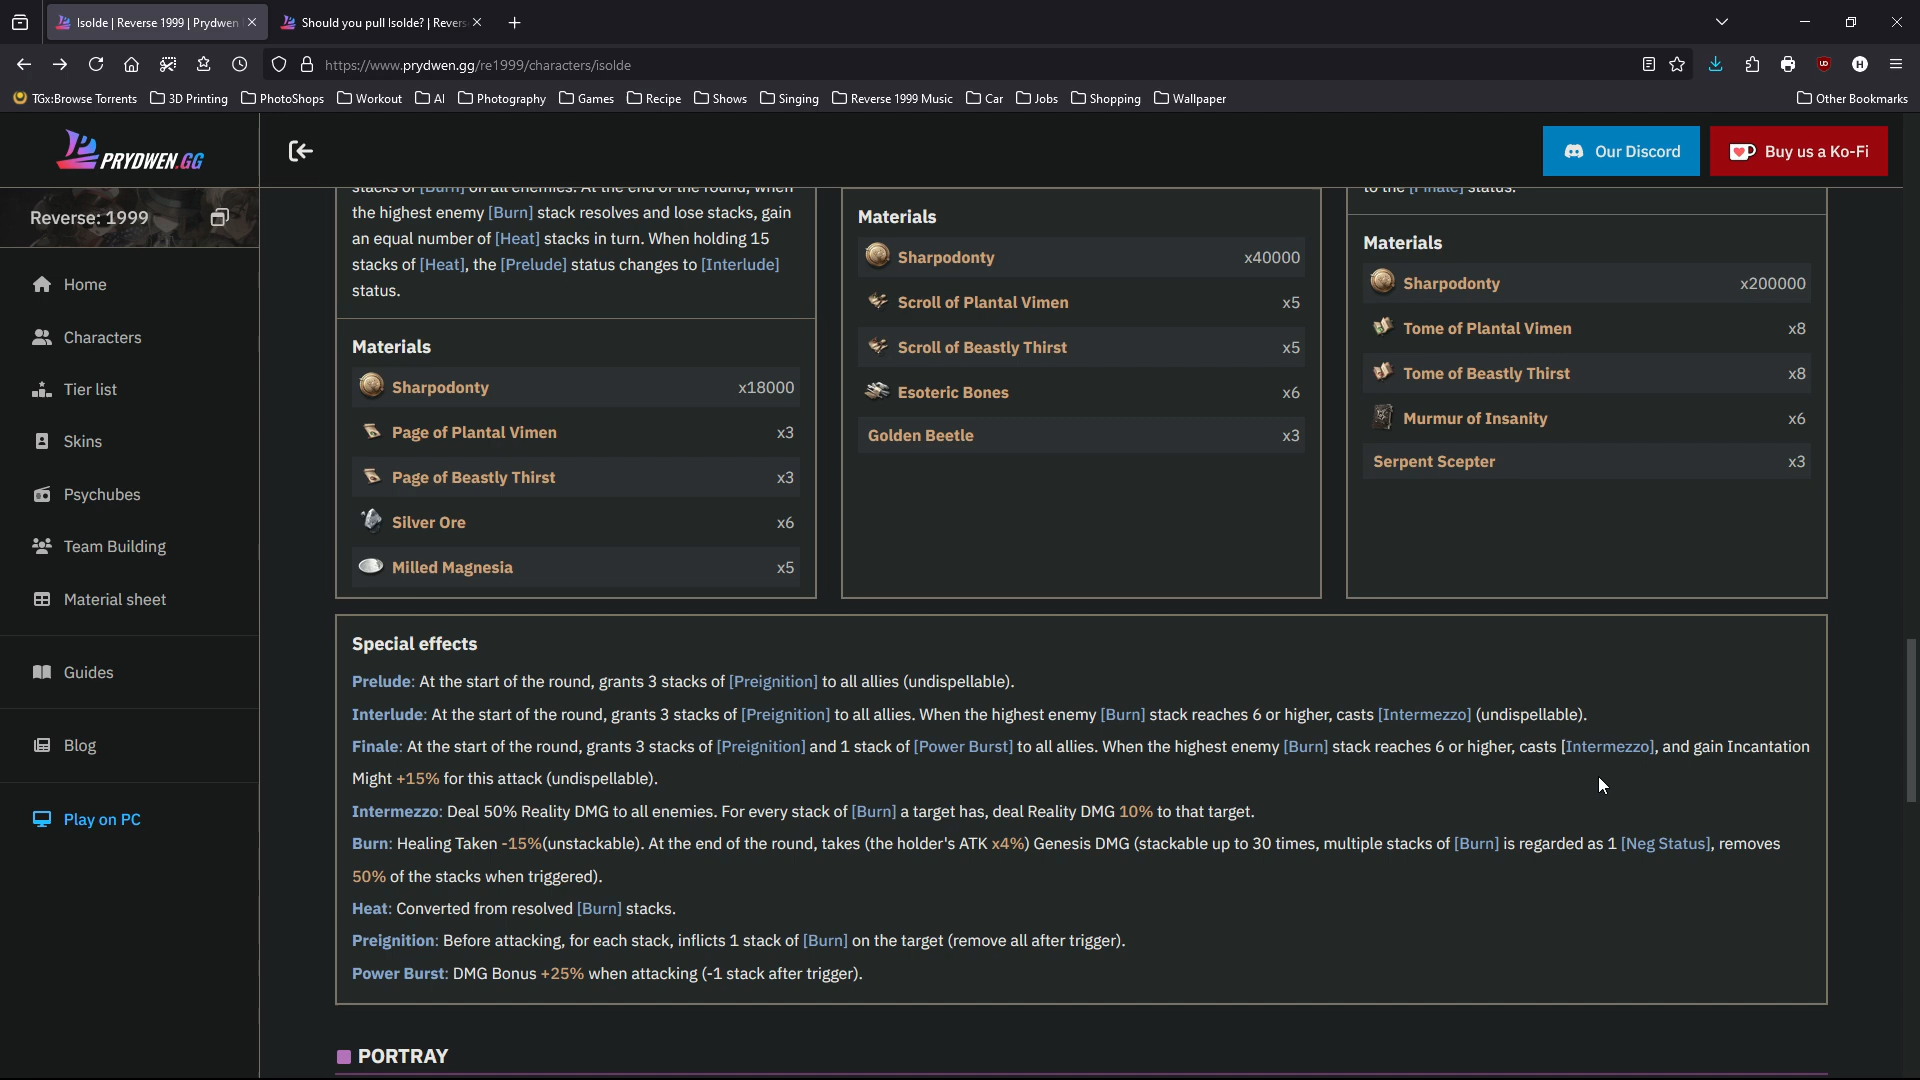 Isolde | Reverse 1999 | Prydwen
Should you pull Isolde? | Revers
https://www.prydwen.gg/re1999/characters/isolde
TGx:Browse Torrents
3D Printing
PhotoShops
Workout
AI
Photography
Games
Recipe
Shows
Singing
Reverse 1999 Music
Car
Jobs
Shopping
Wallpaper
Other Bookmarks
PRYDWEN.GG
Our Discord
Buy us a Ko-Fi
Reverse: 1999
Home
Characters
Tier list
Skins
Psychubes
Team Building
Material sheet
Guides
Blog
Play on PC
stacks of [Burn] on all enemies. At the end of the round, when
the highest enemy [Burn] stack resolves and lose stacks, gain
an equal number of [Heat] stacks in turn. When holding 15
stacks of [Heat], the [Prelude] status changes to [Interlude]
status.
Materials
Sharpodonty x18000
Page of Plantal Vimen x3
Page of Beastly Thirst x3
Silver Ore x6
Milled Magnesia x5
Materials
Sharpodonty x40000
Scroll of Plantal Vimen x5
Scroll of Beastly Thirst x5
Esoteric Bones x6
Golden Beetle x3
to the [Finale] status.
Materials
Sharpodonty x200000
Tome of Plantal Vimen x8
Tome of Beastly Thirst x8
Murmur of Insanity x6
Serpent Scepter x3
Special effects
Prelude: At the start of the round, grants 3 stacks of [Preignition] to all allies (undispellable).
Interlude: At the start of the round, grants 3 stacks of [Preignition] to all allies. When the highest enemy [Burn] stack reaches 6 or higher, casts [Intermezzo] (undispellable).
Finale: At the start of the round, grants 3 stacks of [Preignition] and 1 stack of [Power Burst] to all allies. When the highest enemy [Burn] stack reaches 6 or higher, casts [Intermezzo], and gain Incantation
Might +15% for this attack (undispellable).
Intermezzo: Deal 50% Reality DMG to all enemies. For every stack of [Burn] a target has, deal Reality DMG 10% to that target.
Burn: Healing Taken -15%(unstackable). At the end of the round, takes (the holder's ATK x4%) Genesis DMG (stackable up to 30 times, multiple stacks of [Burn] is regarded as 1 [Neg Status], removes
50% of the stacks when triggered).
Heat: Converted from resolved [Burn] stacks.
Preignition: Before attacking, for each stack, inflicts 1 stack of [Burn] on the target (remove all after trigger).
Power Burst: DMG Bonus +25% when attacking (-1 stack after trigger).
PORTRAY